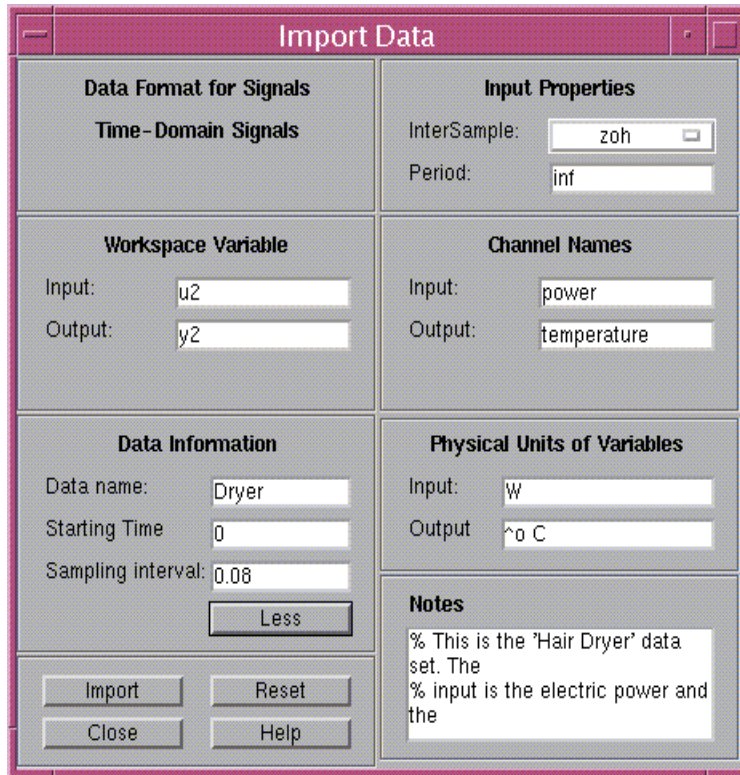 Import Data
Data Format for Signals
Time-Domain Signals
Input Properties
InterSample: zoh
Period: inf
Workspace Variable
Input: u2
Output: y2
Channel Names
Input: power
Output: temperature
Data Information
Data name: Dryer
Starting Time 0
Sampling interval: 0.08
Less
Physical Units of Variables
Input: W
Output ^o C
Notes
% This is the 'Hair Dryer' data
set. The
% input is the electric power and
the
Import Reset
Close Help